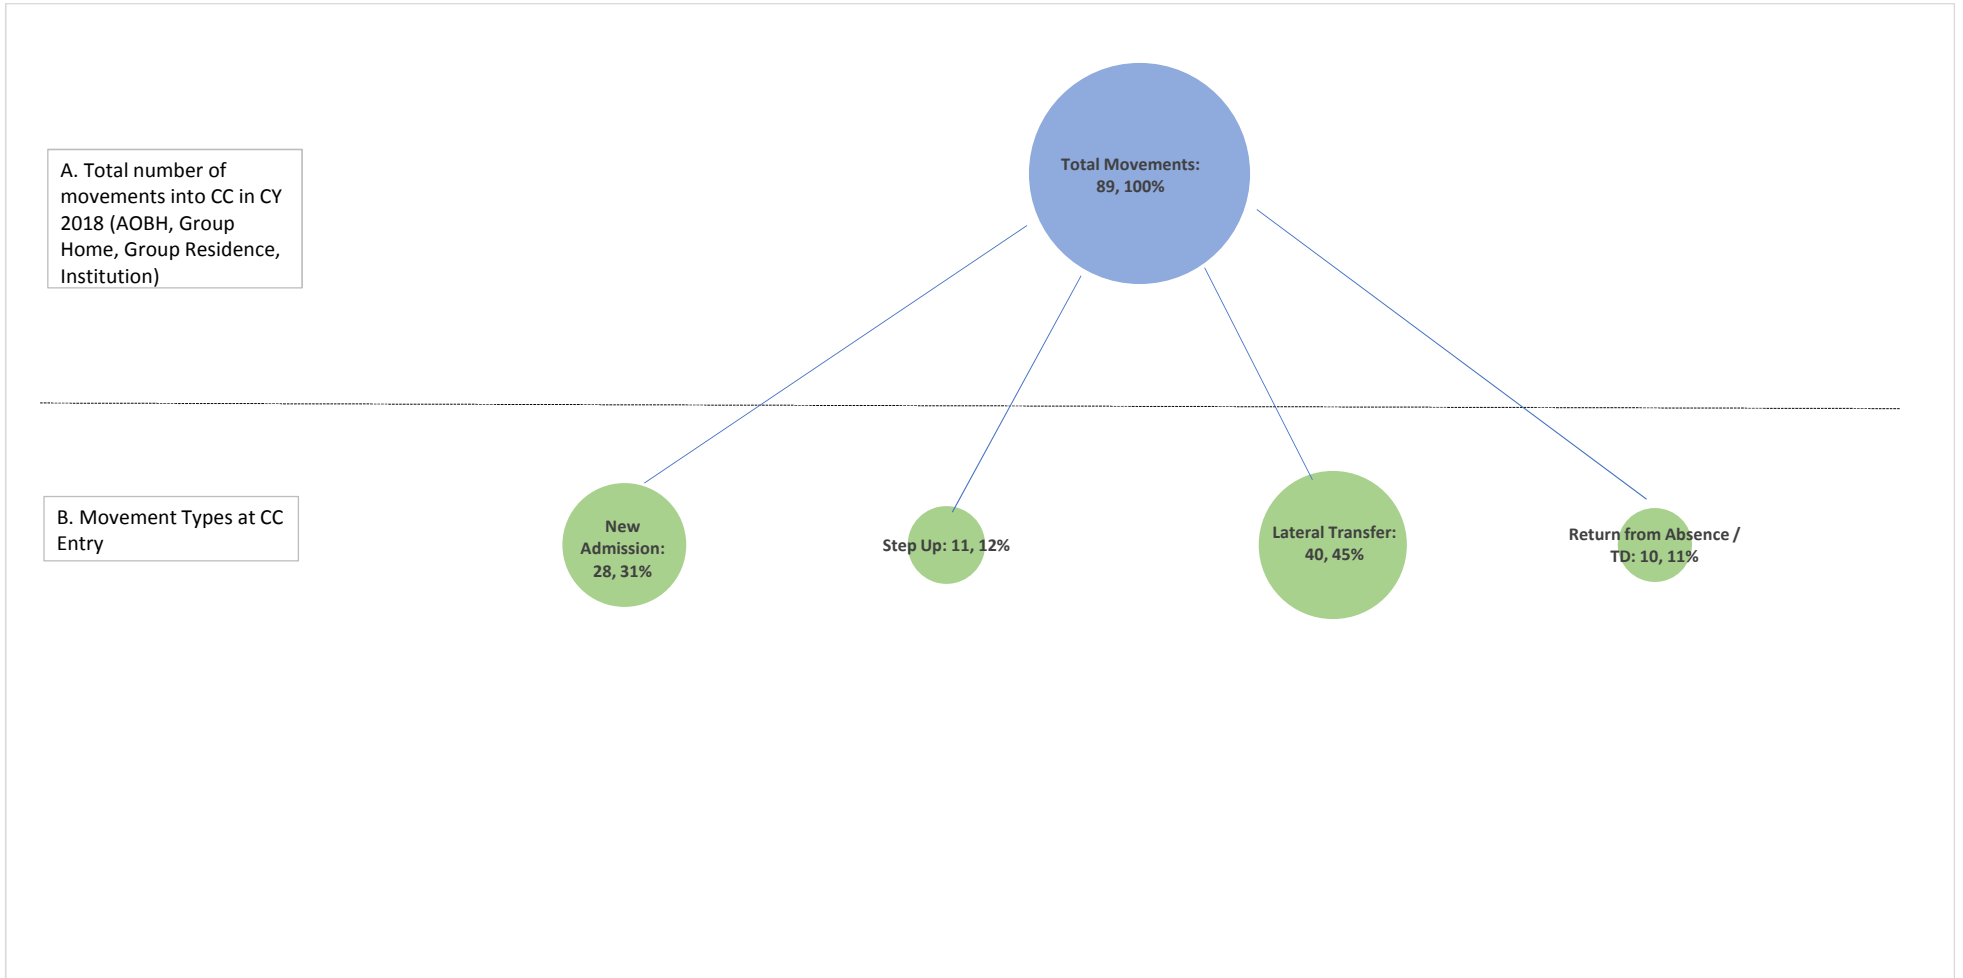 Total Movements:
89, 100%
A. Total number of
movements into CC in CY
2018 (AOBH, Group
Home, Group Residence,
Institution)
B. Movement Types at CC
Entry
New
Admission:
28, 31%
Step Up: 11, 12%
Lateral Transfer:
40, 45%
Return from Absence /
TD: 10, 11%